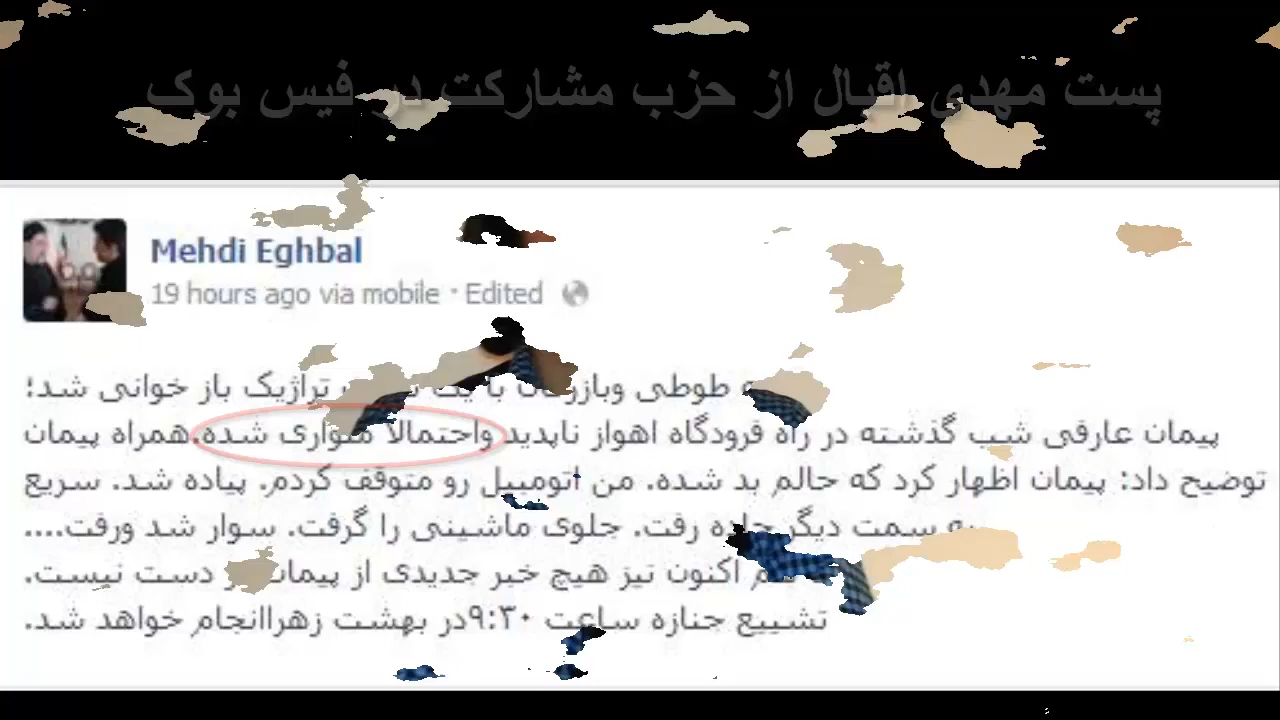 پست مهدی اقبال از حزب مشارکت در فیس بوک
Mehdi Eghbal
19 hours ago via mobile · Edited
طوطی وبازرگان با یک تراژیک باز خوانی شد؛
پیمان عارفی شب گذشته در راه فرودگاه اهواز ناپدید واحتمالا متواری شده.همراه پیمان
توضیح داد: پیمان اظهار کرد که حالم بد شده. من اتومبیل رو متوقف کردم. پیاده شد. سریع
به سمت دیگر جاده رفت. جلوی ماشینی را گرفت. سوار شد ورفت....
هم اکنون نیز هیچ خبر جدیدی از پیمان در دست نیست.
تشییع جنازه ساعت ۹:۳۰در بهشت زهراانجام خواهد شد.